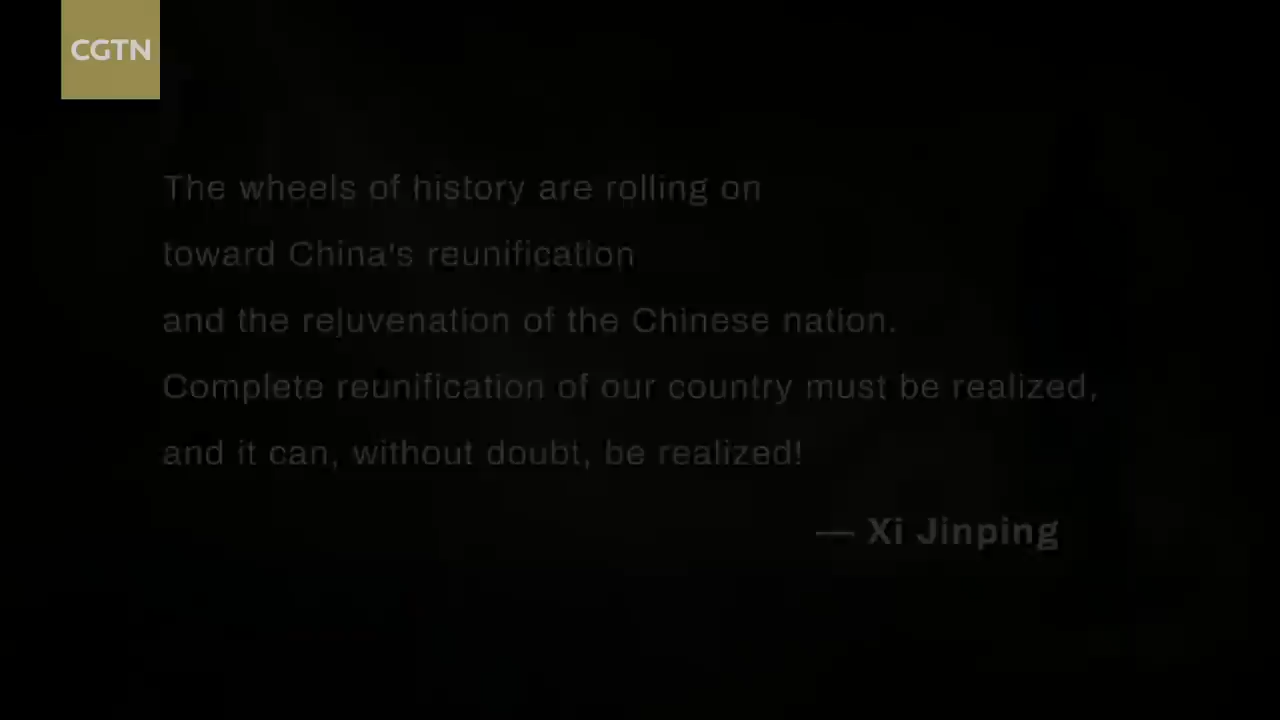 CGTN
The wheels of history are rolling on
toward China's reunification
and the rejuvenation of the Chinese nation.
Complete reunification of our country must be realized,
and it can, without doubt, be realized!
— Xi Jinping